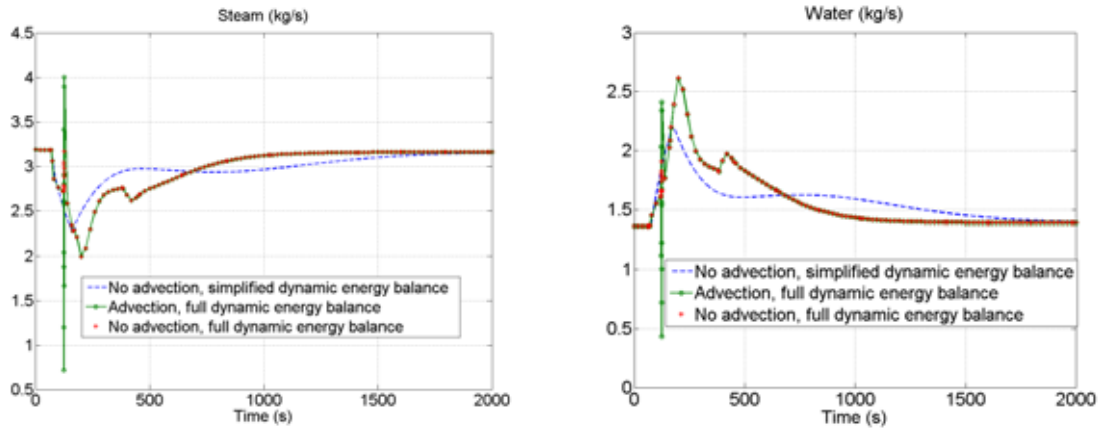 Steam (kg/s)
4.5
4
3.5
3
2.5
2
1.5
1
0.5
No advection, simplified dynamic energy balance
Advection, full dynamic energy balance
No advection, full dynamic energy balance
0 500 1000 1500 2000
Time (s)
Water (kg/s)
3
2.5
2
1.5
1
0.5
0
No advection, simplified dynamic energy balance
Advection, full dynamic energy balance
No advection, full dynamic energy balance
0 500 1000 1500 2000
Time (s)